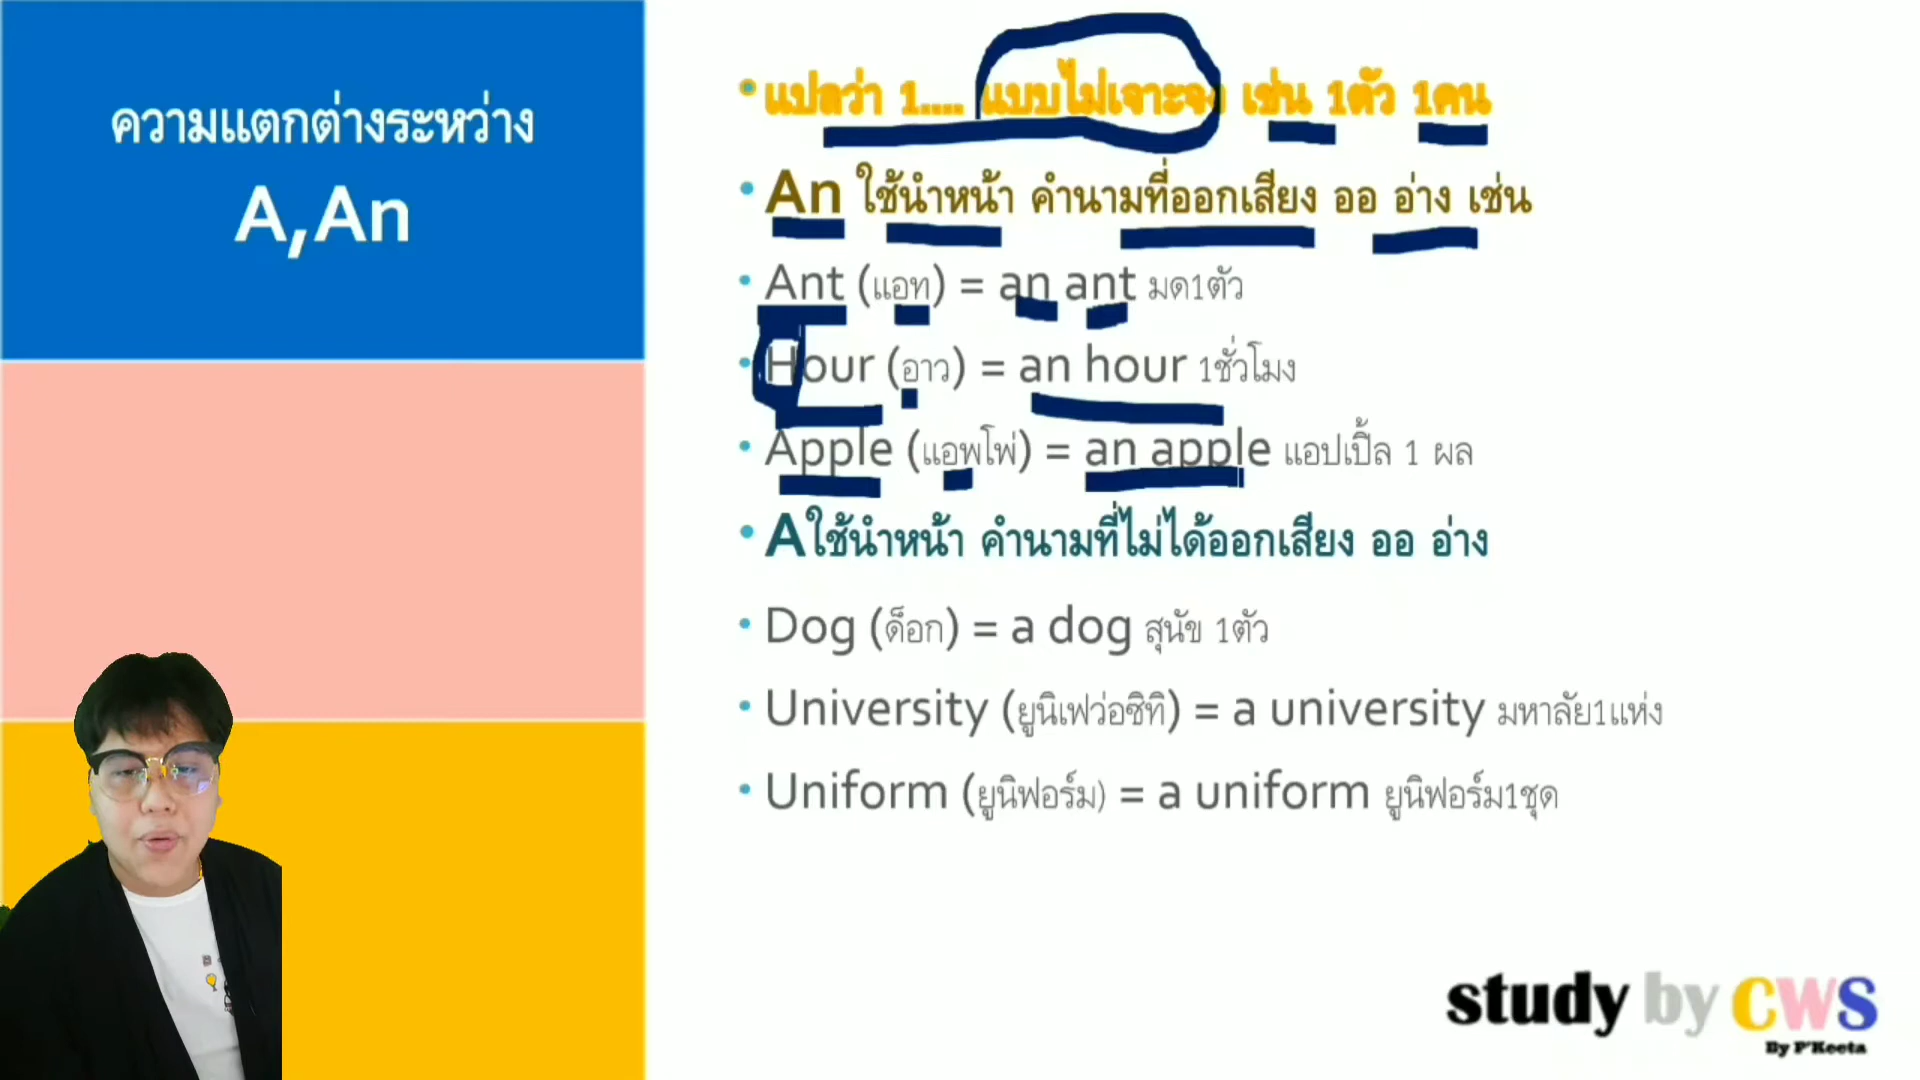 ความแตกต่างระหว่าง
A,An
• แปลว่า 1.... แบบไม่เจาะจง เช่น 1ตัว 1คน
• An ใช้นำหน้า คำนามที่ออกเสียง ออ อ่าง เช่น
• Ant (แอท) = an ant มด1ตัว
• Hour (อาว) = an hour 1ชั่วโมง
• Apple (แอพโพ่) = an apple แอปเปิ้ล 1 ผล
• Aใช้นำหน้า คำนามที่ไม่ได้ออกเสียง ออ อ่าง
• Dog (ด็อก) = a dog สุนัข 1ตัว
• University (ยูนิเฟว่อซิทิ) = a university มหาลัย1แห่ง
• Uniform (ยูนิฟอร์ม) = a uniform ยูนิฟอร์ม1ชุด
study by CWS
By P'Keeta